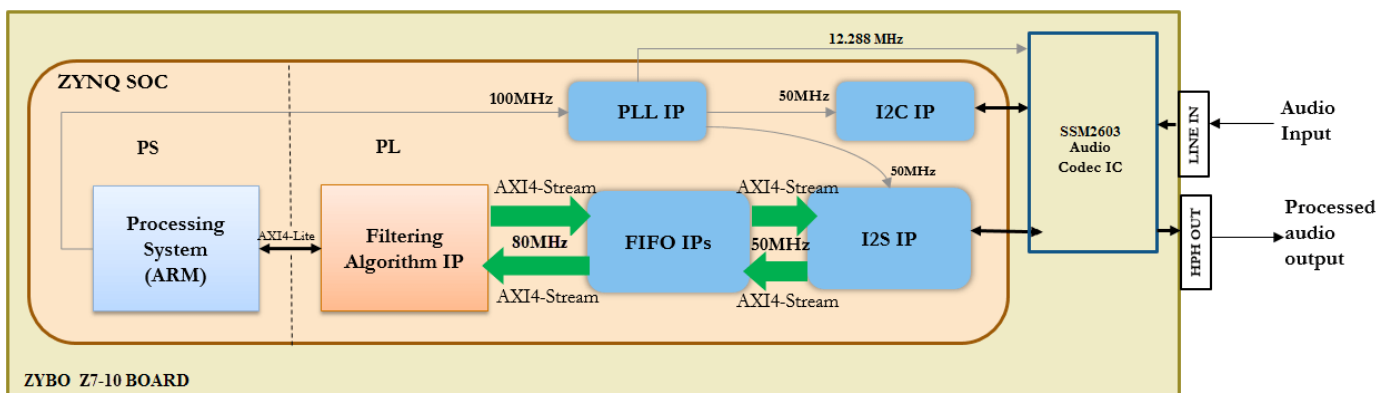 12.288 MHz
ZYNQ SOC
100MHz
PLL IP
50MHz
I2C IP
SSM2603
Audio
Codec IC
LINE IN
Audio
Input
PS
PL
50MHz
AXI4-Stream
AXI4-Stream
Processing
System
(ARM)
AXI4-Lite
Filtering
Algorithm IP
80MHz
FIFO IPs
50MHz
I2S IP
HPH OUT
Processed
audio
output
AXI4-Stream
AXI4-Stream
ZYBO Z7-10 BOARD